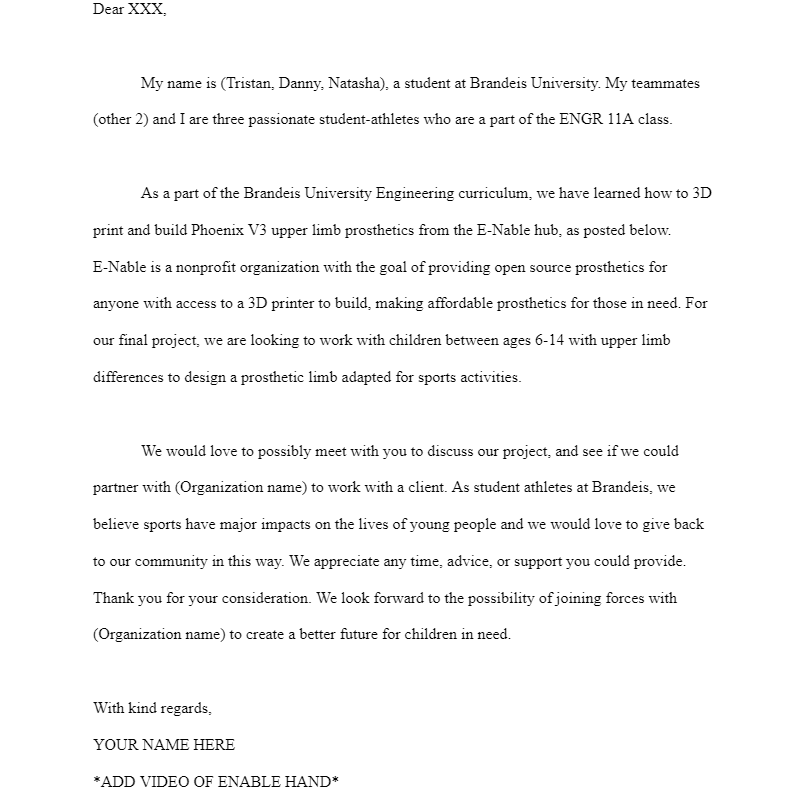 Dear XXX,
My name is (Tristan, Danny, Natasha), a student at Brandeis University. My teammates
(other 2) and I are three passionate student-athletes who are a part of the ENGR 11A class.
As a part of the Brandeis University Engineering curriculum, we have learned how to 3D
print and build Phoenix V3 upper limb prosthetics from the E-Nable hub, as posted below.
E-Nable is a nonprofit organization with the goal of providing open source prosthetics for
anyone with access to a 3D printer to build, making affordable prosthetics for those in need. For
our final project, we are looking to work with children between ages 6-14 with upper limb
differences to design a prosthetic limb adapted for sports activities.
We would love to possibly meet with you to discuss our project, and see if we could
partner with (Organization name) to work with a client. As student athletes at Brandeis, we
believe sports have major impacts on the lives of young people and we would love to give back
to our community in this way. We appreciate any time, advice, or support you could provide.
Thank you for your consideration. We look forward to the possibility of joining forces with
(Organization name) to create a better future for children in need.
With kind regards,
YOUR NAME HERE
*ADD VIDEO OF ENABLE HAND*